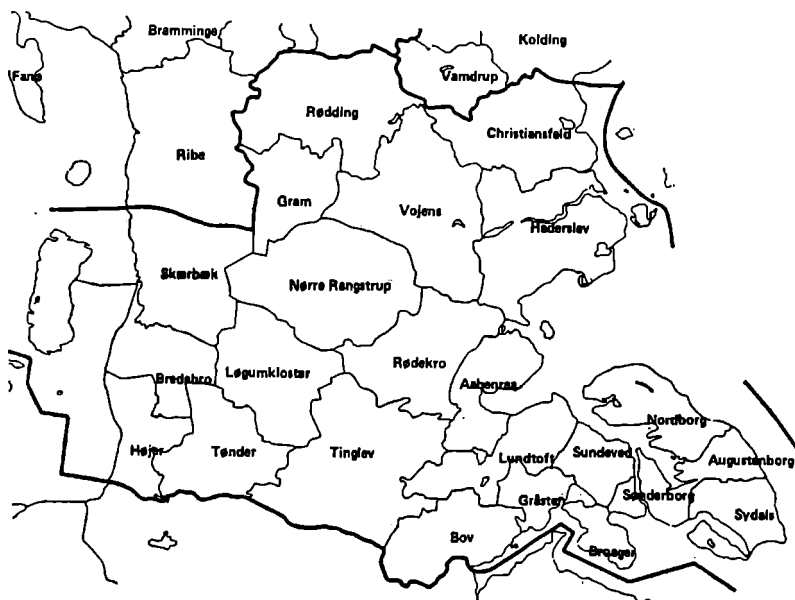 Bramminge
Kolding
Fanø
Vamdrup
Rødding
Christiansfeld
Ribe
Gram
Vojens
Haderslev
Skærbæk
Nørre Rangstrup
Rødekro
Bredebro
Løgumkloster
Aabenraa
Nordborg
Højer
Tønder
Tinglev
Lundtoft
Sundeved
Augustenborg
Gråsten
Sønderborg
Sydals
Bov
Broager